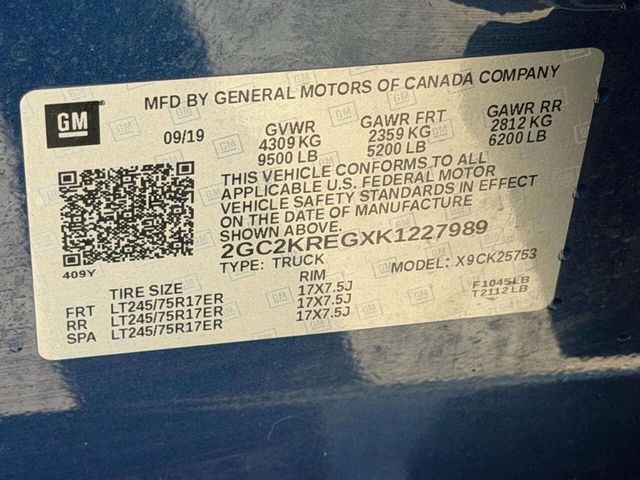 GM
MFD BY GENERAL MOTORS OF CANADA COMPANY
09/19 GVWR GAWR FRT GAWR RR
4309 KG 2359 KG 2812 KG
9500 LB 5200 LB 6200 LB
THIS VEHICLE CONFORMS TO ALL
APPLICABLE U.S. FEDERAL MOTOR
VEHICLE SAFETY STANDARDS IN EFFECT
ON THE DATE OF MANUFACTURE
SHOWN ABOVE.
2GC2KREGXK1227989
409Y TYPE: TRUCK MODEL: X9CK25753
TIRE SIZE RIM
FRT LT245/75R17ER 17X7.5J F1045LB
RR LT245/75R17ER 17X7.5J T2112LB
SPA LT245/75R17ER 17X7.5J